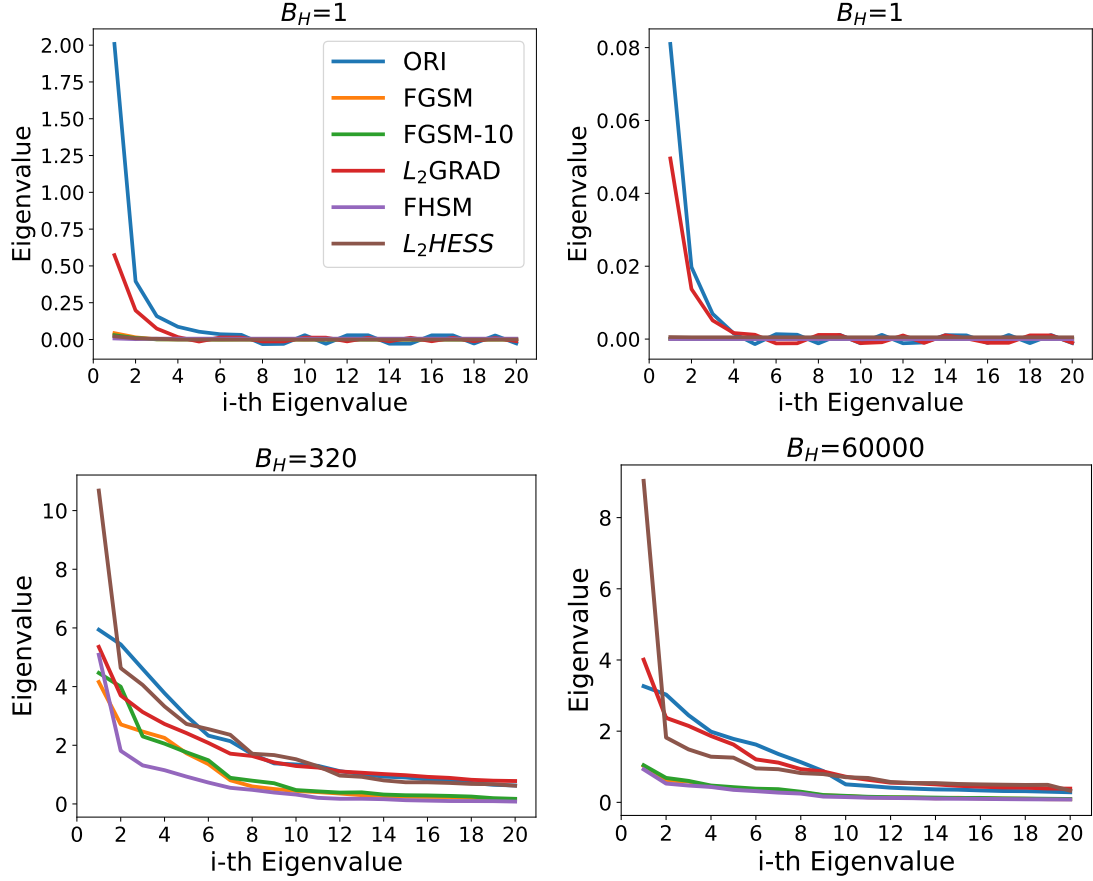 B_H=1
2.00
1.75
1.50
1.25
1.00
0.75
0.50
0.25
0.00
Eigenvalue
ORI
FGSM
FGSM-10
L₂GRAD
FHSM
L₂HESS
0 2 4 6 8 10 12 14 16 18 20
i-th Eigenvalue
B_H=1
0.08
0.06
0.04
0.02
0.00
Eigenvalue
0 2 4 6 8 10 12 14 16 18 20
i-th Eigenvalue
B_H=320
10
8
6
4
2
0
Eigenvalue
0 2 4 6 8 10 12 14 16 18 20
i-th Eigenvalue
B_H=60000
8
6
4
2
0
Eigenvalue
0 2 4 6 8 10 12 14 16 18 20
i-th Eigenvalue